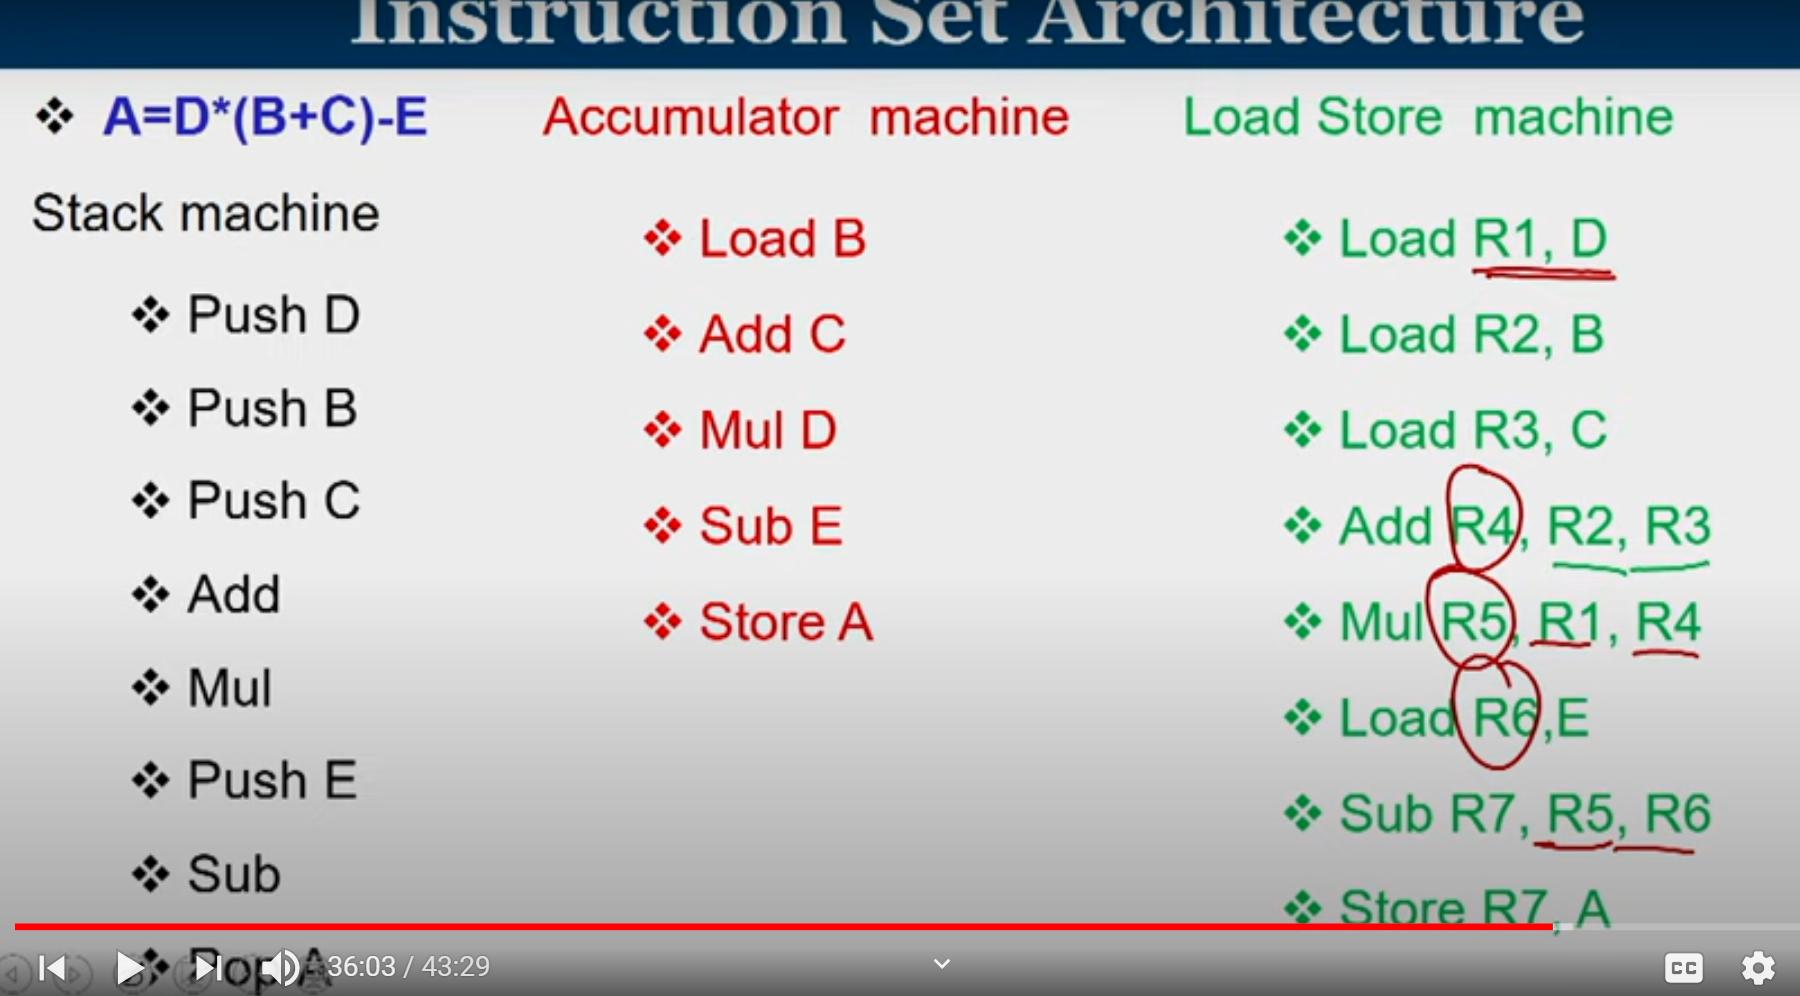 Instruction Set Architecture
A=D*(B+C)-E
Stack machine
Push D
Push B
Push C
Add
Mul
Push E
Sub
Pop A
Accumulator machine
Load B
Add C
Mul D
Sub E
Store A
Load Store machine
Load R1, D
Load R2, B
Load R3, C
Add R4, R2, R3
Mul R5, R1, R4
Load R6,E
Sub R7, R5, R6
Store R7, A
36:03 / 43:29
CC